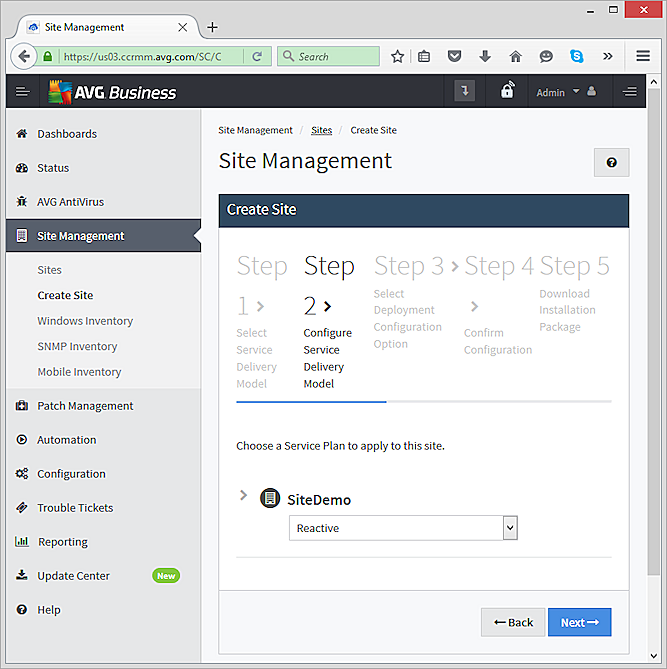 Site Management
https://us03.ccrmm.avg.com/SC/C
Search
AVG. Business
Admin
Dashboards
Status
AVG AntiVirus
Site Management
Sites
Create Site
Windows Inventory
SNMP Inventory
Mobile Inventory
Patch Management
Automation
Configuration
Trouble Tickets
Reporting
Update Center New
Help
Site Management / Sites / Create Site
Site Management
Create Site
Step 1
Select
Service
Delivery
Model
Step 2
Configure
Service
Delivery
Model
Step 3
Select
Deployment
Configuration
Option
Step 4
Confirm
Configuration
Step 5
Download
Installation
Package
Choose a Service Plan to apply to this site.
SiteDemo
Reactive
Back
Next